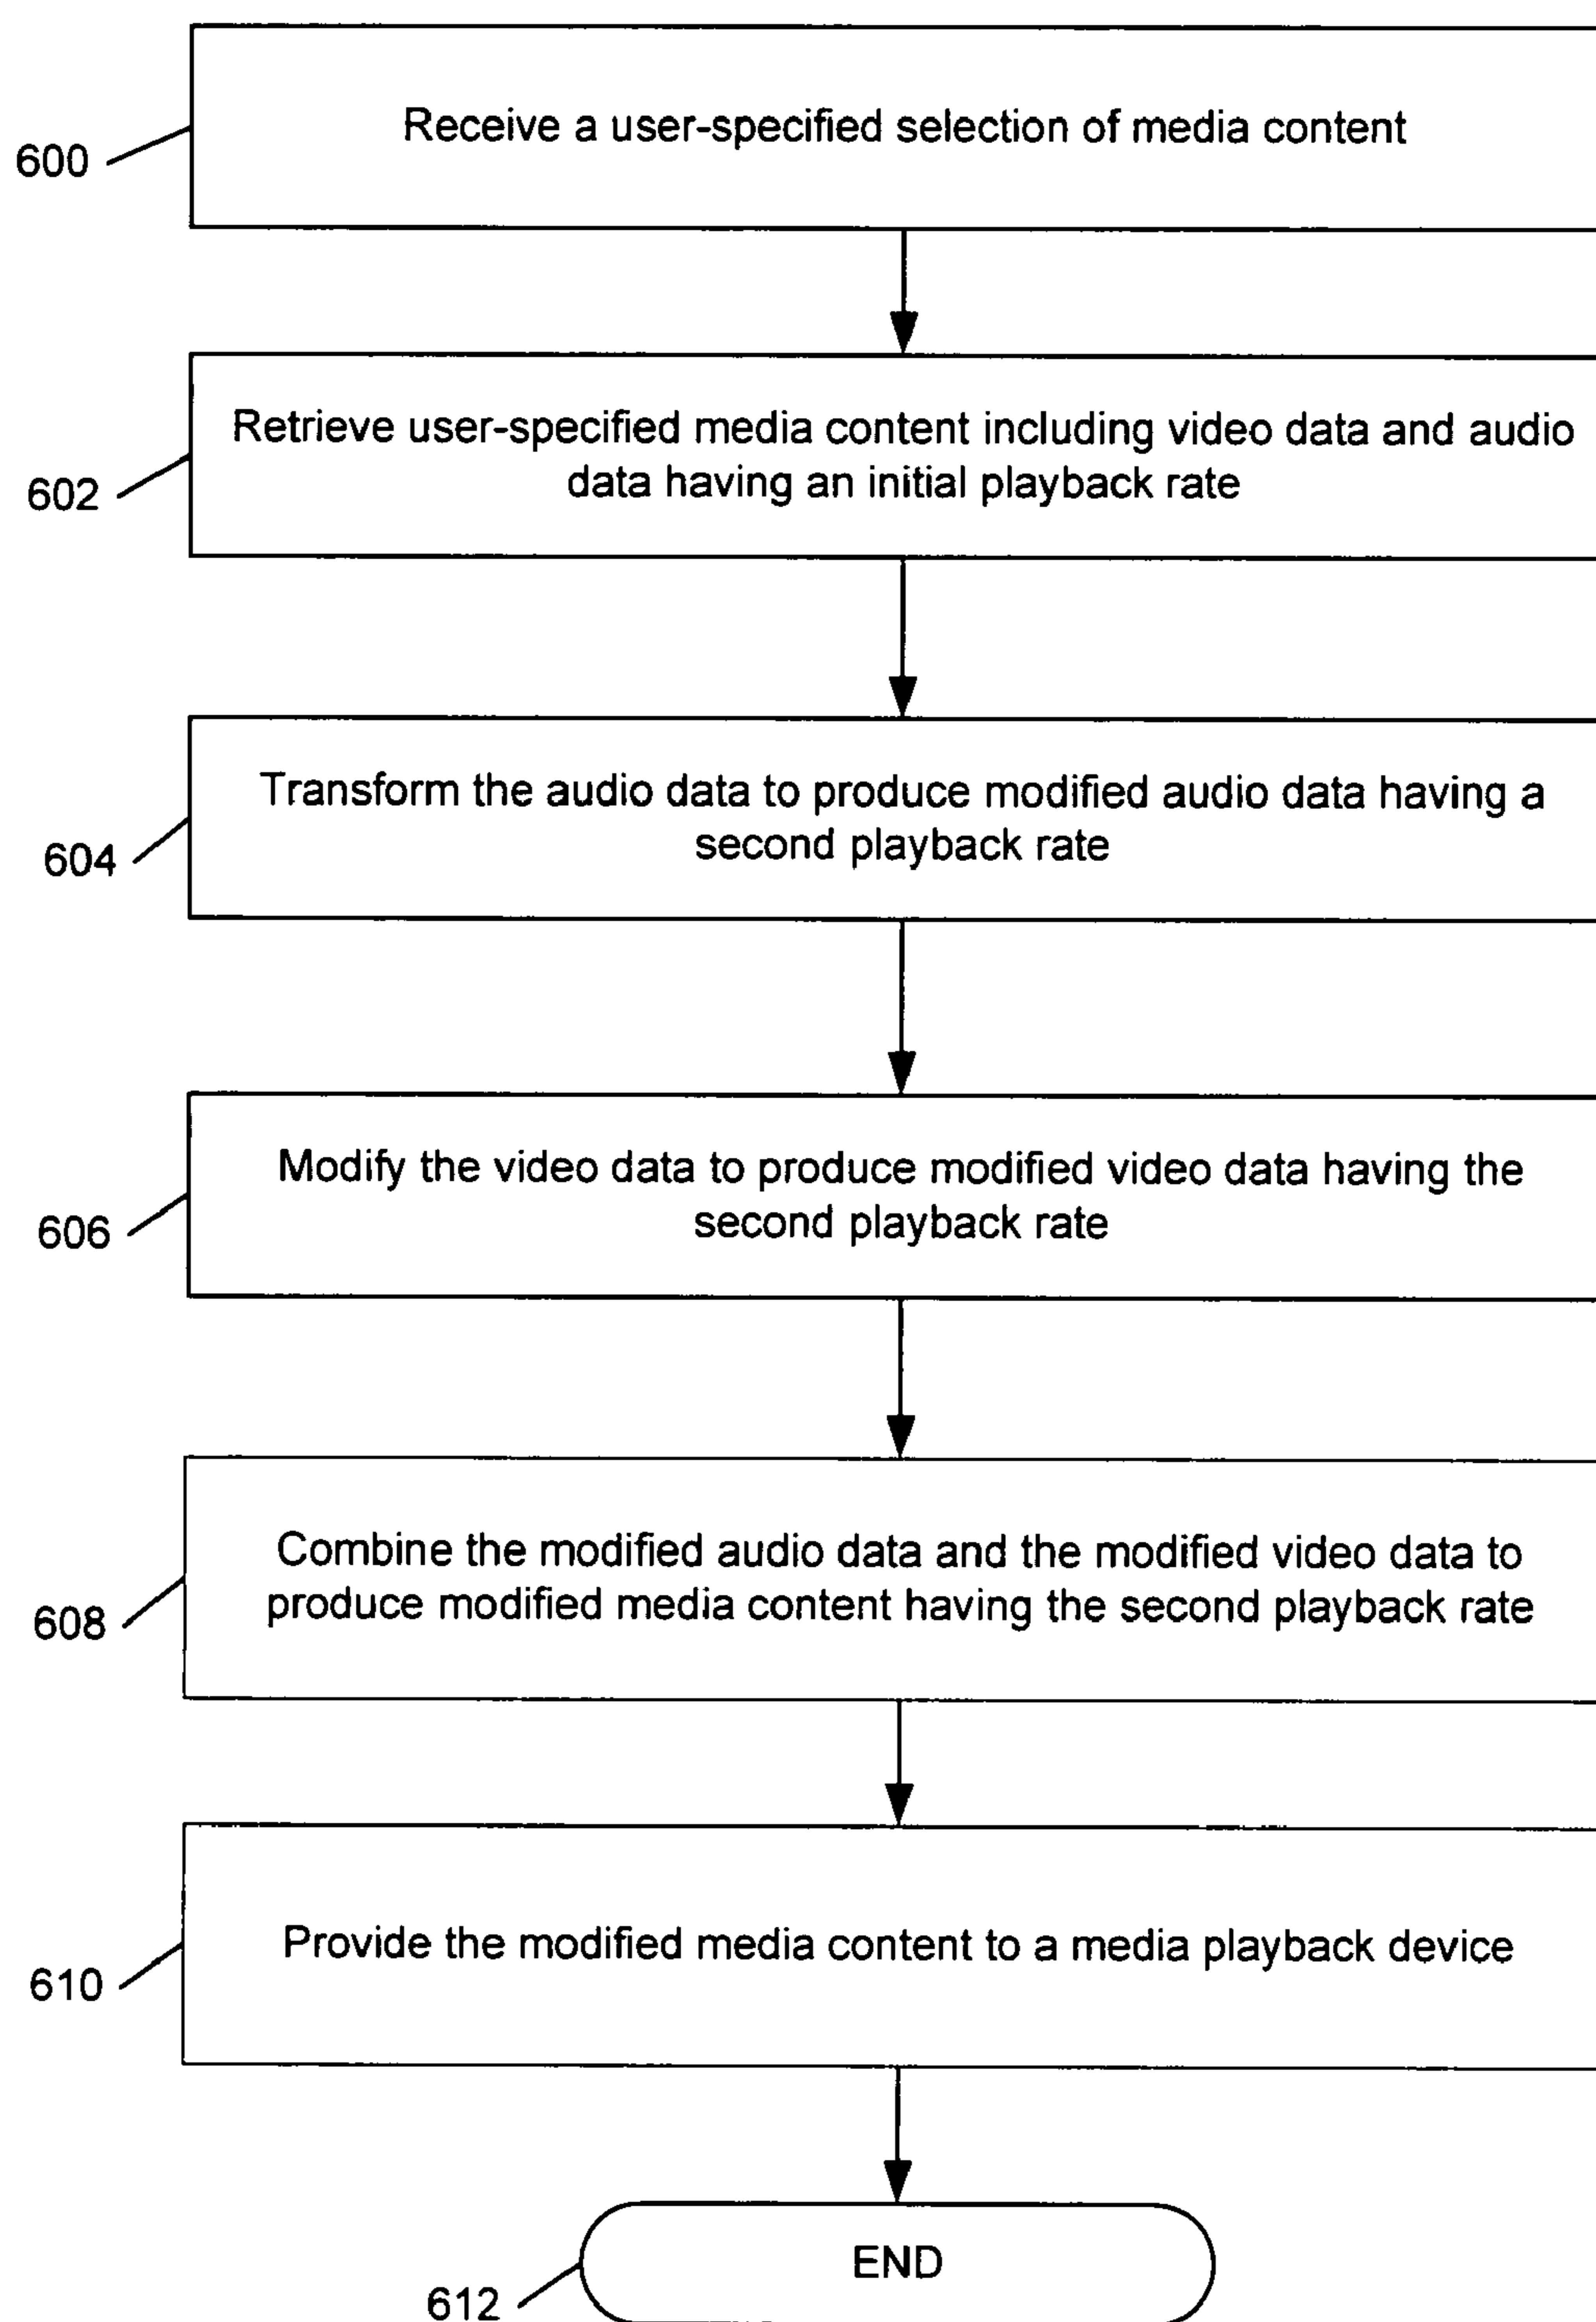 Receive a user-specified selection of media content
600
Retrieve user-specified media content including video data and audio
data having an initial playback rate
602
Transform the audio data to produce modified audio data having a
second playback rate
604
Modify the video data to produce modified video data having the
second playback rate
606
Combine the modified audio data and the modified video data to
produce modified media content having the second playback rate
608
Provide the modified media content to a media playback device
610
END
612